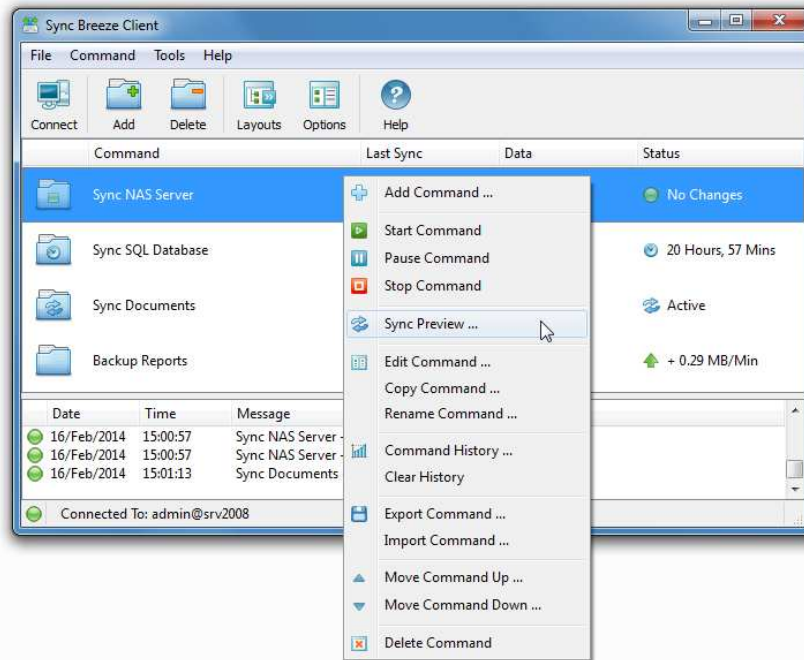 Sync Breeze Client
File Command Tools Help
Connect Add Delete Layouts Options Help
Command Last Sync Data Status
Sync NAS Server No Changes
Sync SQL Database 20 Hours, 57 Mins
Sync Documents Active
Backup Reports + 0.29 MB/Min
Add Command ...
Start Command
Pause Command
Stop Command
Sync Preview ...
Edit Command ...
Copy Command ...
Rename Command ...
Command History ...
Clear History
Export Command ...
Import Command ...
Move Command Up ...
Move Command Down ...
Delete Command
Date Time Message
16/Feb/2014 15:00:57 Sync NAS Server -
16/Feb/2014 15:00:57 Sync NAS Server -
16/Feb/2014 15:01:13 Sync Documents
Connected To: admin@srv2008